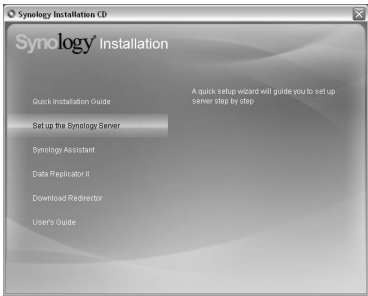 Synology Installation CD
Synology Installation
Quick Installation Guide
A quick setup wizard will guide you to set up
server step by step
Set up the Synology Server
Synology Assistant
Data Replicator II
Download Redirector
User's Guide